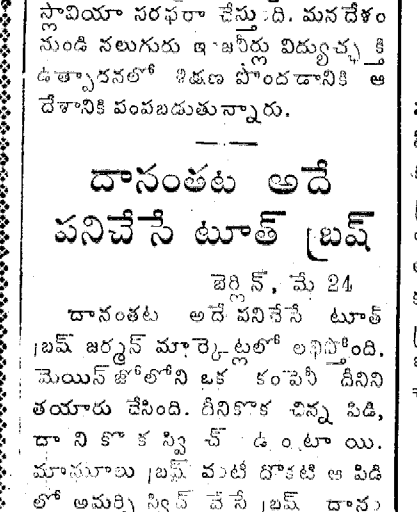 స్లావియా సరఫరా చేస్తుంది. మనదేశం
నుండి నలుగురు ఇంజనీర్లు విద్యుచ్ఛక్తి
ఉత్పాదనలో శిక్షణ పొందడానికి ఆ
దేశానికి పంపబడుతున్నారు.
దానంతట అదే
పనిచేసే టూత్ బ్రష్
బెర్లిన్, మే 24
దానంతట అదే పనిచేసే టూత్
బ్రష్ జర్మన్ మార్కెట్లలో లభిస్తోంది.
మెయిన్ జోలోని ఒక కంపెనీ దీనిని
తయారు చేసింది. దీనికొక చిన్న పిడి,
దానికొక స్విచ్ ఉంటాయి.
మామూలు బ్రష్ వంటి దొకటి ఆ పిడి
లో అమర్చి స్విచ్ వేసే బ్రష్ దాను